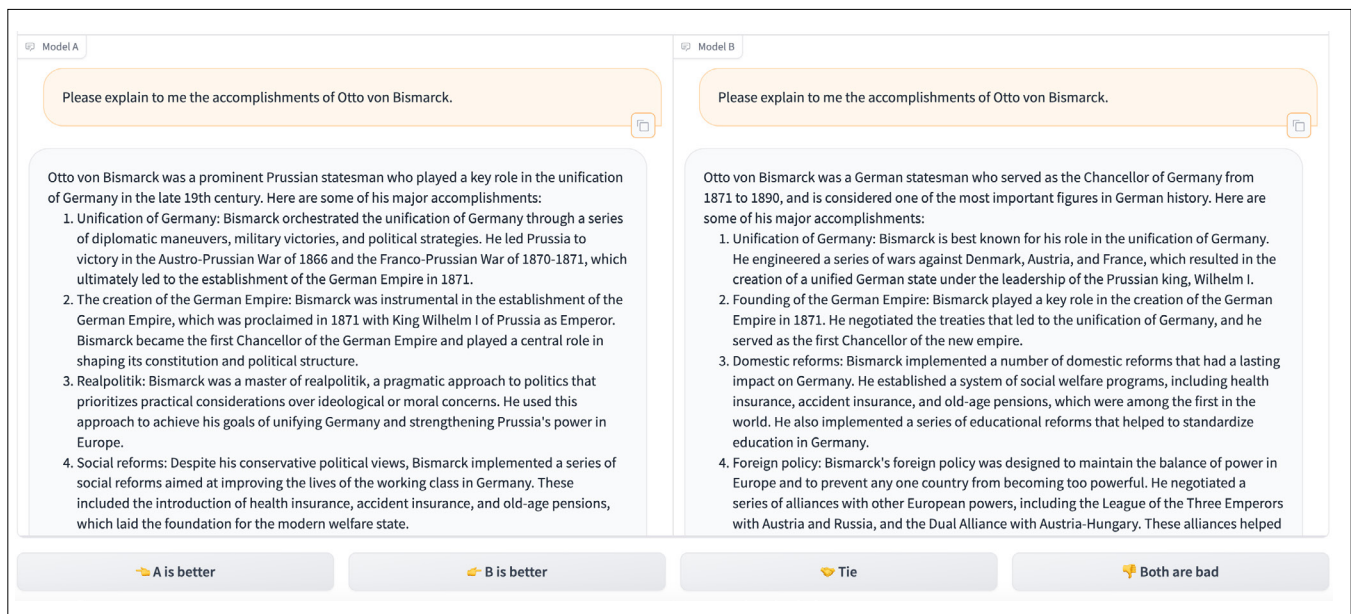 Model A
Please explain to me the accomplishments of Otto von Bismarck.
Otto von Bismarck was a prominent Prussian statesman who played a key role in the unification
of Germany in the late 19th century. Here are some of his major accomplishments:
1. Unification of Germany: Bismarck orchestrated the unification of Germany through a series
of diplomatic maneuvers, military victories, and political strategies. He led Prussia to
victory in the Austro-Prussian War of 1866 and the Franco-Prussian War of 1870-1871, which
ultimately led to the establishment of the German Empire in 1871.
2. The creation of the German Empire: Bismarck was instrumental in the establishment of the
German Empire, which was proclaimed in 1871 with King Wilhelm I of Prussia as Emperor.
Bismarck became the first Chancellor of the German Empire and played a central role in
shaping its constitution and political structure.
3. Realpolitik: Bismarck was a master of realpolitik, a pragmatic approach to politics that
prioritizes practical considerations over ideological or moral concerns. He used this
approach to achieve his goals of unifying Germany and strengthening Prussia's power in
Europe.
4. Social reforms: Despite his conservative political views, Bismarck implemented a series of
social reforms aimed at improving the lives of the working class in Germany. These
included the introduction of health insurance, accident insurance, and old-age pensions,
which laid the foundation for the modern welfare state.
Model B
Please explain to me the accomplishments of Otto von Bismarck.
Otto von Bismarck was a German statesman who served as the Chancellor of Germany from
1871 to 1890, and is considered one of the most important figures in German history. Here are
some of his major accomplishments:
1. Unification of Germany: Bismarck is best known for his role in the unification of Germany.
He engineered a series of wars against Denmark, Austria, and France, which resulted in the
creation of a unified German state under the leadership of the Prussian king, Wilhelm I.
2. Founding of the German Empire: Bismarck played a key role in the creation of the German
Empire in 1871. He negotiated the treaties that led to the unification of Germany, and he
served as the first Chancellor of the new empire.
3. Domestic reforms: Bismarck implemented a number of domestic reforms that had a lasting
impact on Germany. He established a system of social welfare programs, including health
insurance, accident insurance, and old-age pensions, which were among the first in the
world. He also implemented a series of educational reforms that helped to standardize
education in Germany.
4. Foreign policy: Bismarck's foreign policy was designed to maintain the balance of power in
Europe and to prevent any one country from becoming too powerful. He negotiated a
series of alliances with other European powers, including the League of the Three Emperors
with Austria and Russia, and the Dual Alliance with Austria-Hungary. These alliances helped
👈 A is better
👉 B is better
🤝 Tie
👎 Both are bad